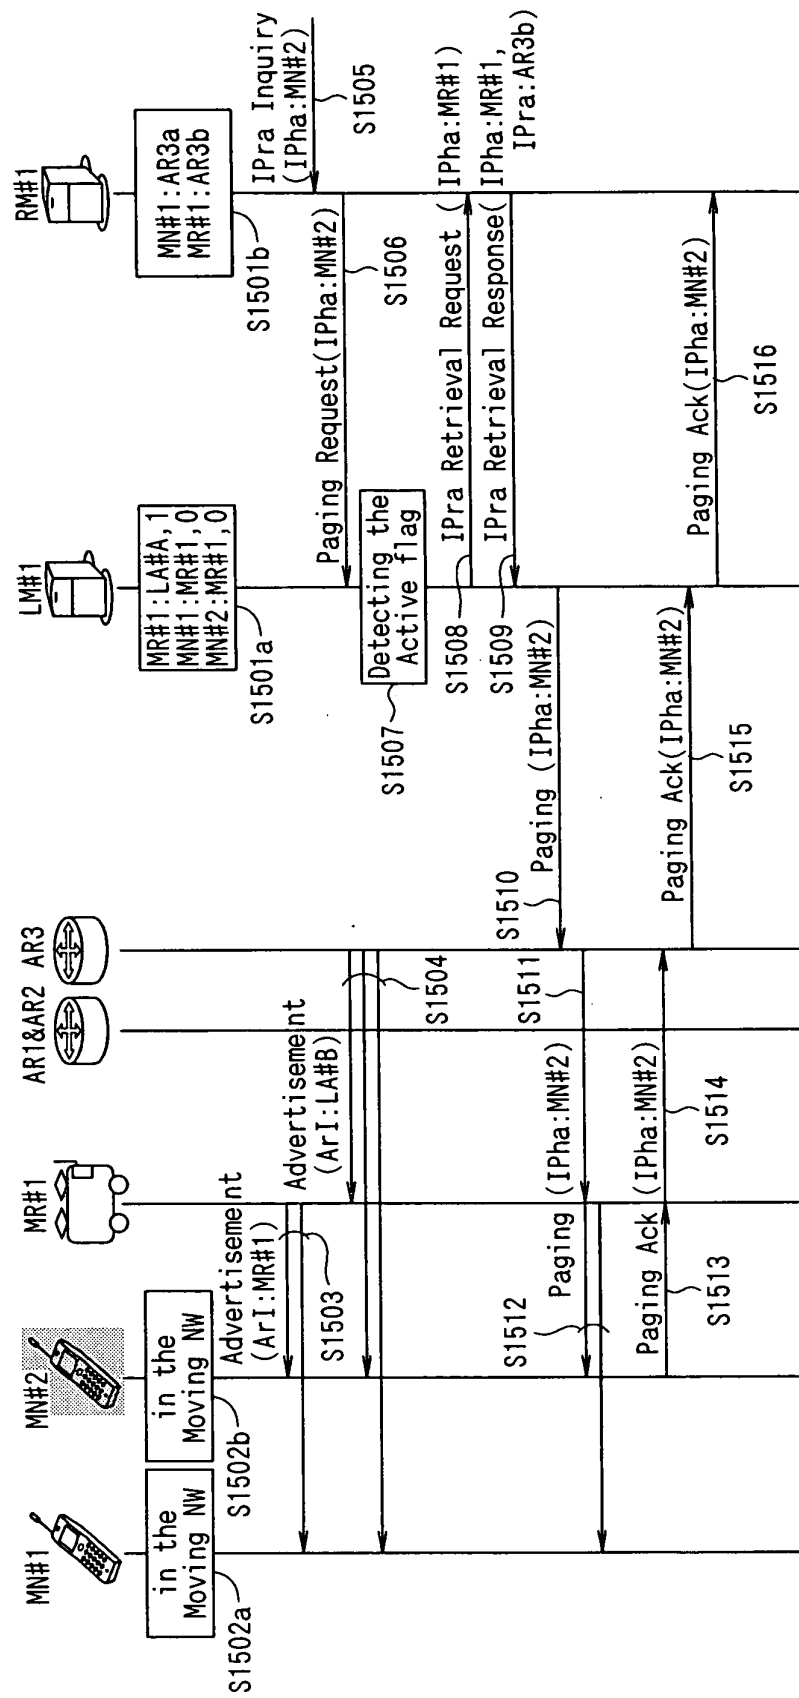 MN#1
MN#2
MR#1
AR1&AR2
AR3
LM#1
RM#1
in the
Moving NW
S1502a
in the
Moving NW
S1502b
MR#1:LA#A,1
MN#1:MR#1,0
MN#2:MR#1,0
S1501a
MN#1:AR3a
MR#1:AR3b
S1501b
Advertisement
(ArI:MR#1)
S1503
Advertisement
(ArI:LA#B)
S1504
IPra Inquiry
(IPha:MN#2)
S1505
Paging Request(IPha:MN#2)
S1506
Detecting the
Active flag
S1507
IPra Retrieval Request (IPha:MR#1)
S1508
IPra Retrieval Response(IPha:MR#1,
IPra:AR3b)
S1509
Paging (IPha:MN#2)
S1510
Paging (IPha:MN#2)
S1511
S1512
Paging Ack (IPha:MN#2)
S1513
S1514
Paging Ack(IPha:MN#2)
S1515
Paging Ack(IPha:MN#2)
S1516